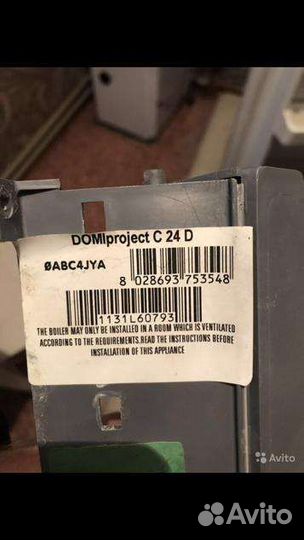 DOMIproject C 24 D
ØABC4JYA
8 028693 753548
1131L60793
THE BOILER MAY ONLY BE INSTALLED IN A ROOM WHICH IS VENTILATED
ACCORDING TO THE REQUIREMENTS.READ THE INSTRUCTIONS BEFORE
INSTALLATION OF THIS APPLIANCE
Avito
Avito